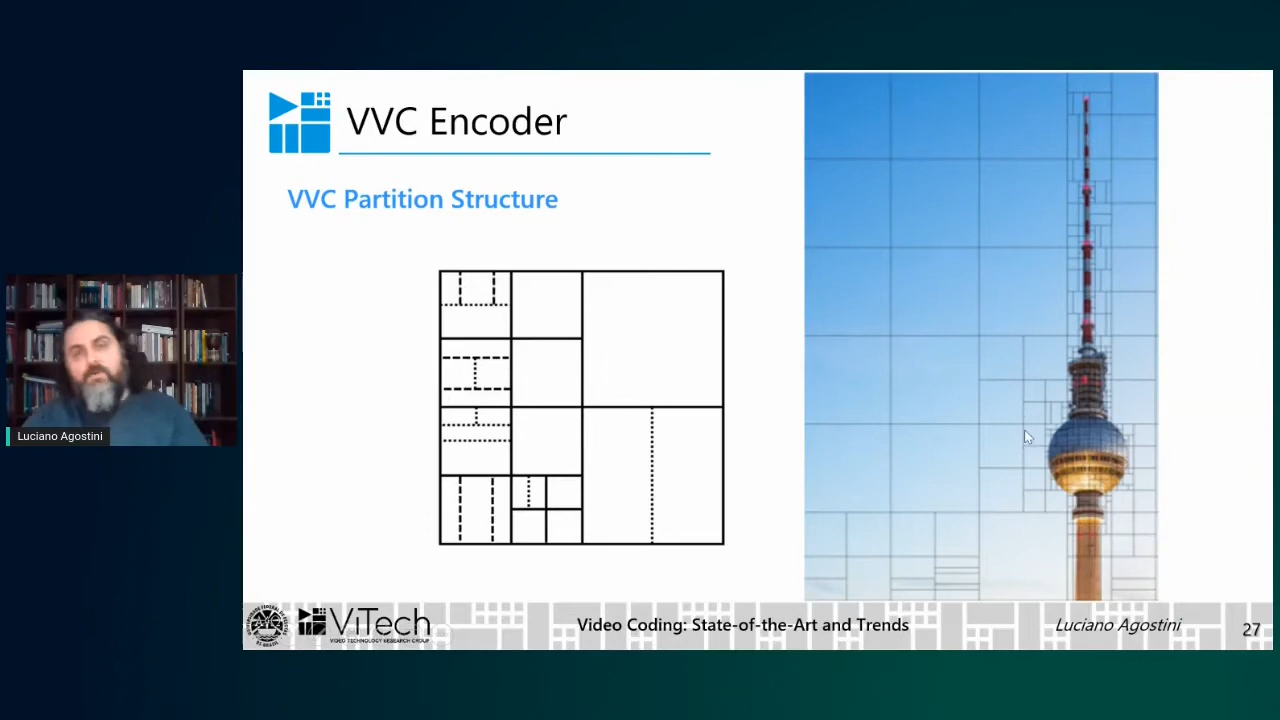 VVC Encoder
VVC Partition Structure
Luciano Agostini
ViTech
VIDEO TECHNOLOGY RESEARCH GROUP
Video Coding: State-of-the-Art and Trends
Luciano Agostini
27